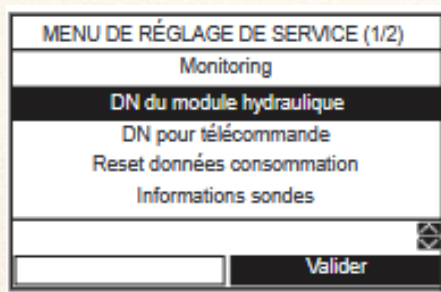 MENU DE RÉGLAGE DE SERVICE (1/2)
Monitoring
DN du module hydraulique
DN pour télécommande
Reset données consommation
Informations sondes
Valider